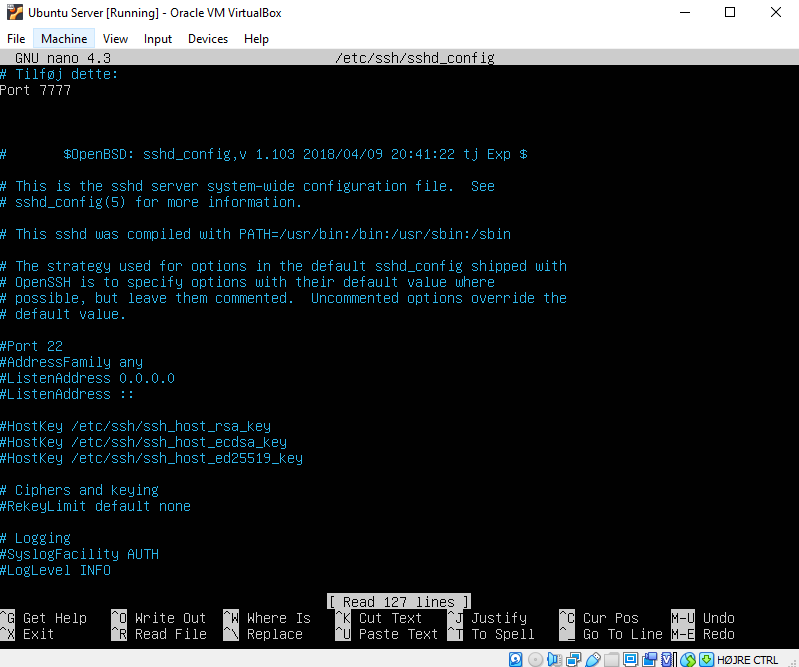 Ubuntu Server [Running] - Oracle VM VirtualBox
File Machine View Input Devices Help
GNU nano 4.3 /etc/ssh/sshd_config
# Tilføj dette:
Port 7777
#       $OpenBSD: sshd_config,v 1.103 2018/04/09 20:41:22 tj Exp $
# This is the sshd server system-wide configuration file.  See
# sshd_config(5) for more information.
# This sshd was compiled with PATH=/usr/bin:/bin:/usr/sbin:/sbin
# The strategy used for options in the default sshd_config shipped with
# OpenSSH is to specify options with their default value where
# possible, but leave them commented.  Uncommented options override the
# default value.
#Port 22
#AddressFamily any
#ListenAddress 0.0.0.0
#ListenAddress ::
#HostKey /etc/ssh/ssh_host_rsa_key
#HostKey /etc/ssh/ssh_host_ecdsa_key
#HostKey /etc/ssh/ssh_host_ed25519_key
# Ciphers and keying
#RekeyLimit default none
# Logging
#SyslogFacility AUTH
#LogLevel INFO
[ Read 127 lines ]
^G Get Help ^O Write Out ^W Where Is ^K Cut Text ^J Justify ^C Cur Pos M-U Undo
^X Exit ^R Read File ^\ Replace ^U Paste Text ^T To Spell ^_ Go To Line M-E Redo
HØJRE CTRL